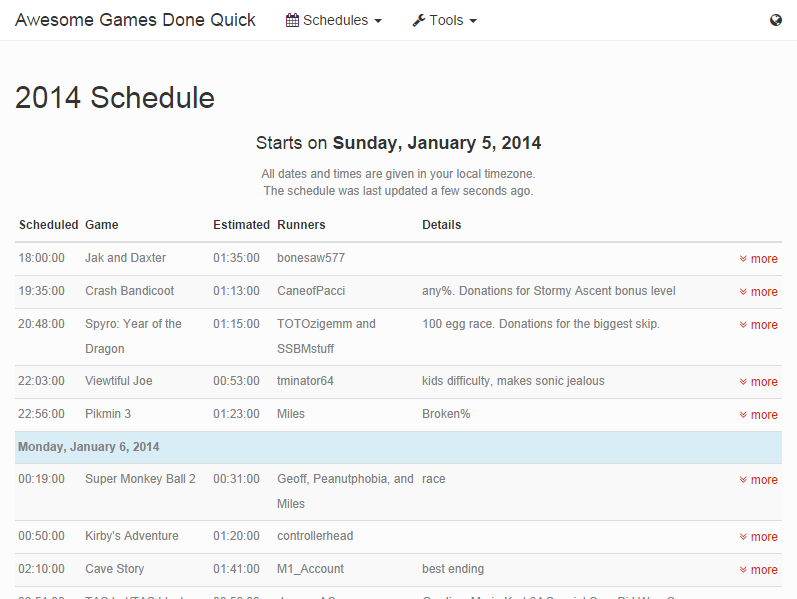 Awesome Games Done Quick Schedules Tools
2014 Schedule
Starts on Sunday, January 5, 2014
All dates and times are given in your local timezone.
The schedule was last updated a few seconds ago.
Scheduled Game Estimated Runners Details
18:00:00 Jak and Daxter 01:35:00 bonesaw577 more
19:35:00 Crash Bandicoot 01:13:00 CaneofPacci any%. Donations for Stormy Ascent bonus level more
20:48:00 Spyro: Year of the 01:15:00 TOTOzigemm and 100 egg race. Donations for the biggest skip. more
Dragon SSBMstuff
22:03:00 Viewtiful Joe 00:53:00 tminator64 kids difficulty, makes sonic jealous more
22:56:00 Pikmin 3 01:23:00 Miles Broken% more
Monday, January 6, 2014
00:19:00 Super Monkey Ball 2 00:31:00 Geoff, Peanutphobia, and race more
Miles
00:50:00 Kirby's Adventure 01:20:00 controllerhead more
02:10:00 Cave Story 01:41:00 M1_Account best ending more